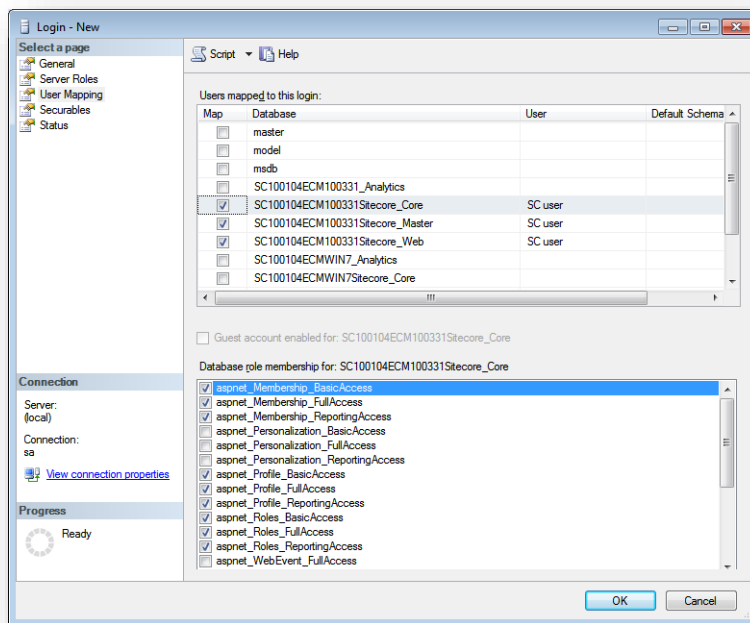 Login - New
Select a page
General
Server Roles
User Mapping
Securables
Status
Script Help
Users mapped to this login:
Map Database User Default Schema
master
model
msdb
SC100104ECM100331_Analytics
SC100104ECM100331Sitecore_Core SC user
SC100104ECM100331Sitecore_Master SC user
SC100104ECM100331Sitecore_Web SC user
SC100104ECMWIN7_Analytics
SC100104ECMWIN7Sitecore_Core
Guest account enabled for: SC100104ECM100331Sitecore_Core
Database role membership for: SC100104ECM100331Sitecore_Core
aspnet_Membership_BasicAccess
aspnet_Membership_FullAccess
aspnet_Membership_ReportingAccess
aspnet_Personalization_BasicAccess
aspnet_Personalization_FullAccess
aspnet_Personalization_ReportingAccess
aspnet_Profile_BasicAccess
aspnet_Profile_FullAccess
aspnet_Profile_ReportingAccess
aspnet_Roles_BasicAccess
aspnet_Roles_FullAccess
aspnet_Roles_ReportingAccess
aspnet_WebEvent_FullAccess
Connection
Server:
(local)
Connection:
sa
View connection properties
Progress
Ready
OK Cancel